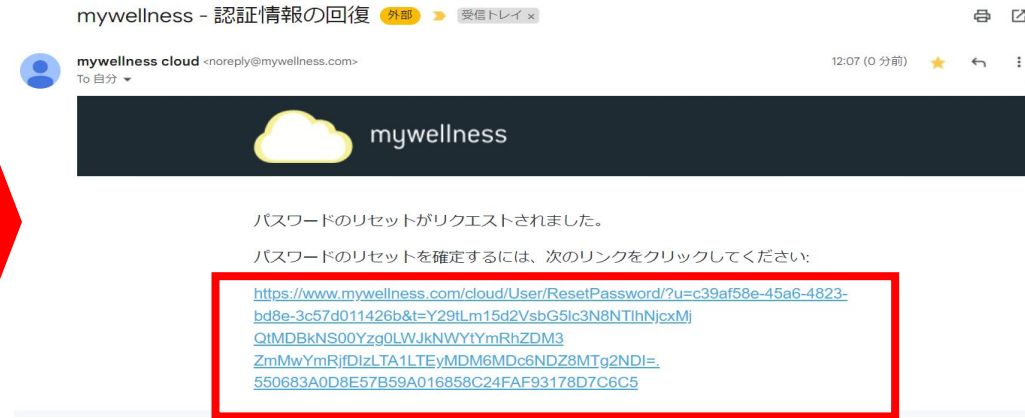 mywellness - 認証情報の回復 外部 受信トレイ ×
mywellness cloud <noreply@mywellness.com> 12:07 (0 分前)
To 自分
mywellness
パスワードのリセットがリクエストされました。
パスワードのリセットを確定するには、次のリンクをクリックしてください:
https://www.mywellness.com/cloud/User/ResetPassword/?u=c39af58e-45a6-4823-
bd8e-3c57d011426b&t=Y29tLm15d2VsbG5lc3N8NTlhNjcxMj
QtMDBkNS00Yzg0LWJkNWYtYmRhZDM3
ZmMwYmRjfDIzLTA1LTEyMDM6MDc6NDZ8MTg2NDI=.
550683A0D8E57B59A016858C24FAF93178D7C6C5